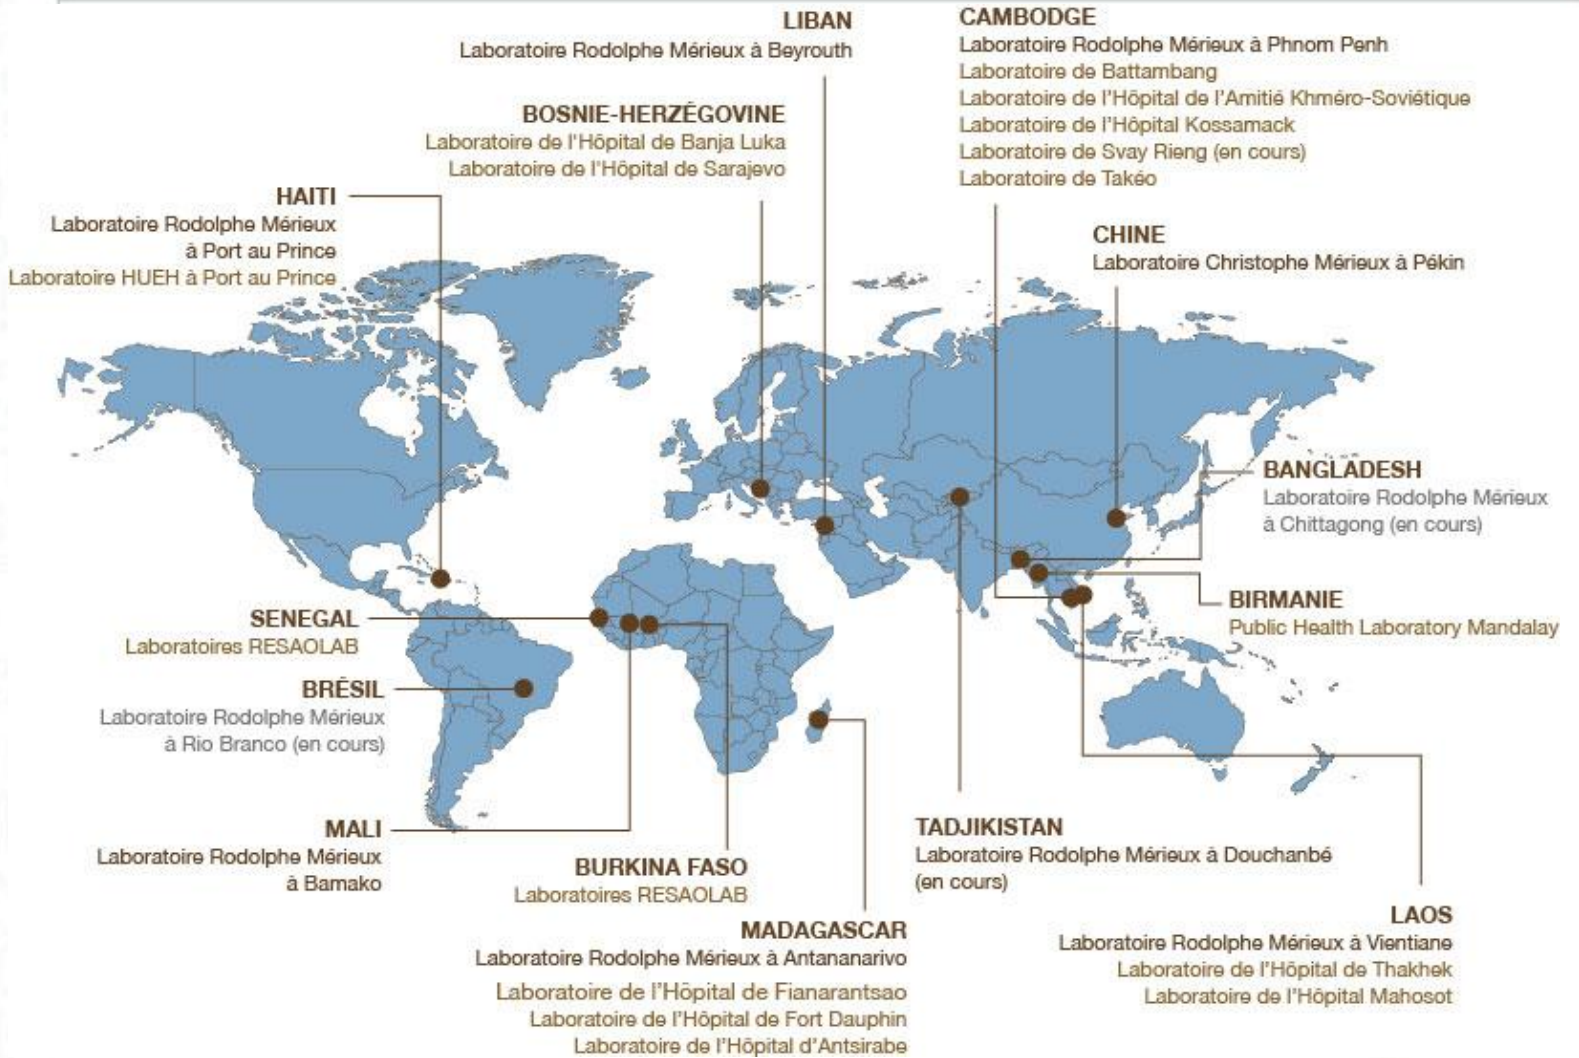 LIBAN
Laboratoire Rodolphe Mérieux à Beyrouth
CAMBODGE
Laboratoire Rodolphe Mérieux à Phnom Penh
Laboratoire de Battambang
Laboratoire de l'Hôpital de l'Amitié Khméro-Soviétique
Laboratoire de l'Hôpital Kossamack
Laboratoire de Svay Rieng (en cours)
Laboratoire de Takéo
BOSNIE-HERZÉGOVINE
Laboratoire de l'Hôpital de Banja Luka
Laboratoire de l'Hôpital de Sarajevo
HAITI
Laboratoire Rodolphe Mérieux
à Port au Prince
Laboratoire HUEH à Port au Prince
CHINE
Laboratoire Christophe Mérieux à Pékin
BANGLADESH
Laboratoire Rodolphe Mérieux
à Chittagong (en cours)
BIRMANIE
Public Health Laboratory Mandalay
SENEGAL
Laboratoires RESAOLAB
BRÉSIL
Laboratoire Rodolphe Mérieux
à Rio Branco (en cours)
MALI
Laboratoire Rodolphe Mérieux
à Bamako
BURKINA FASO
Laboratoires RESAOLAB
TADJIKISTAN
Laboratoire Rodolphe Mérieux à Douchanbé
(en cours)
MADAGASCAR
Laboratoire Rodolphe Mérieux à Antananarivo
Laboratoire de l'Hôpital de Fianarantsao
Laboratoire de l'Hôpital de Fort Dauphin
Laboratoire de l'Hôpital d'Antsirabe
LAOS
Laboratoire Rodolphe Mérieux à Vientiane
Laboratoire de l'Hôpital de Thakhek
Laboratoire de l'Hôpital Mahosot